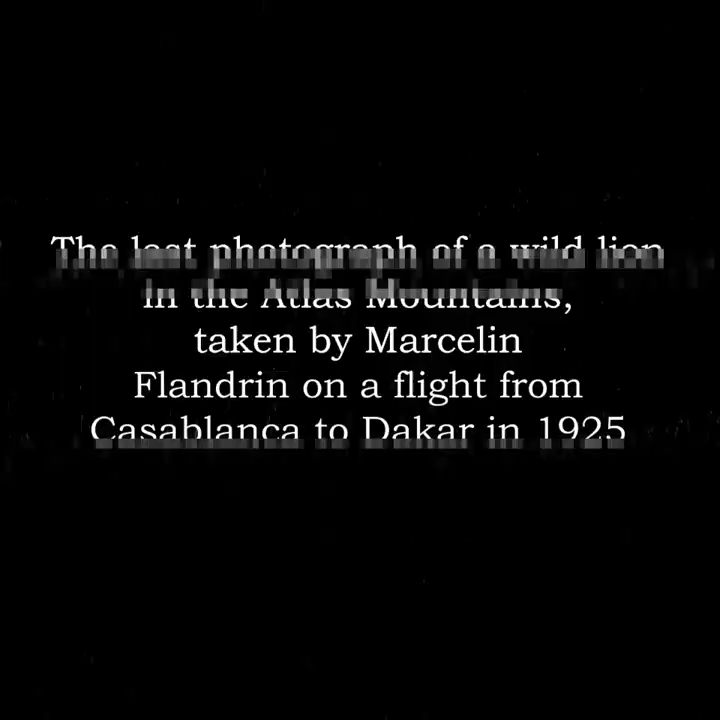 The last photograph of a wild lion
in the Atlas Mountains,
taken by Marcelin
Flandrin on a flight from
Casablanca to Dakar in 1925